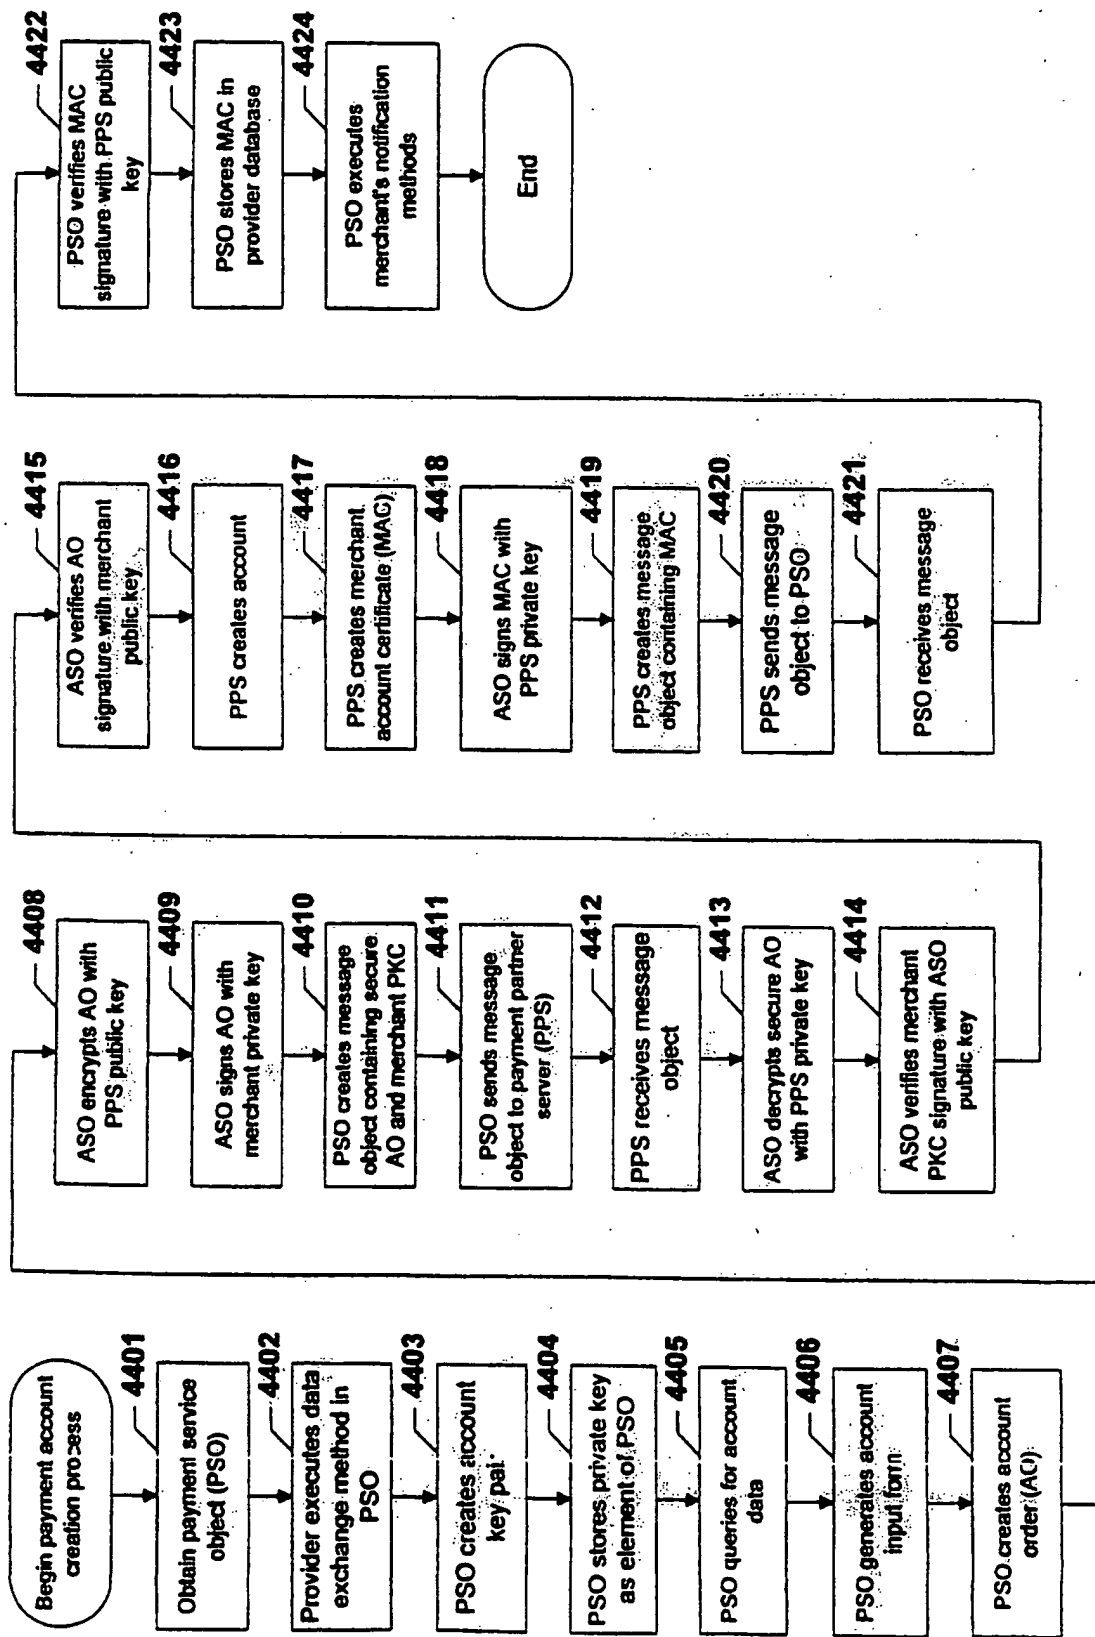 Begin payment account
creation process
4401
Obtain payment service
object (PSO)
4402
Provider executes data
exchange method in
PSO
4403
PSO creates account
key pai.
4404
PSO stores private key
as element of PSO
4405
PSO queries for account
data
4406
PSO generates account
input form
4407
PSO creates account
order (AO)
4408
ASO encrypts AO with
PPS public key
4409
ASO signs AO with
merchant private key
4410
PSO creates message
object containing secure
AO and merchant PKC
4411
PSO sends message
object to payment partner
server (PPS)
4412
PPS receives message
object
4413
ASO decrypts secure AO
with PPS private key
4414
ASO verifies merchant
PKC signature with ASO
public key
4415
ASO verifies AO
signature with merchant
public key
4416
PPS creates account
4417
PPS creates merchant
account certificate (MAC)
4418
ASO signs MAC with
PPS private key
4419
PPS creates message
object containing MAC
4420
PPS sends message
object to PSO
4421
PSO receives message
object
4422
PSO verifies MAC
signature with PPS public
key
4423
PSO stores MAC in
provider database
4424
PSO executes
merchant's notification
methods
End